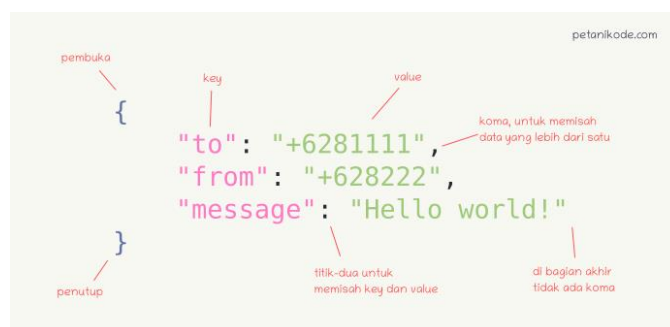 petanikode.com
pembuka
key
value
{
koma, untuk memisah
data yang lebih dari satu
"to": "+6281111",
"from": "+628222",
"message": "Hello world!"
}
penutup
titik-dua untuk
memisah key dan value
di bagian akhir
tidak ada koma